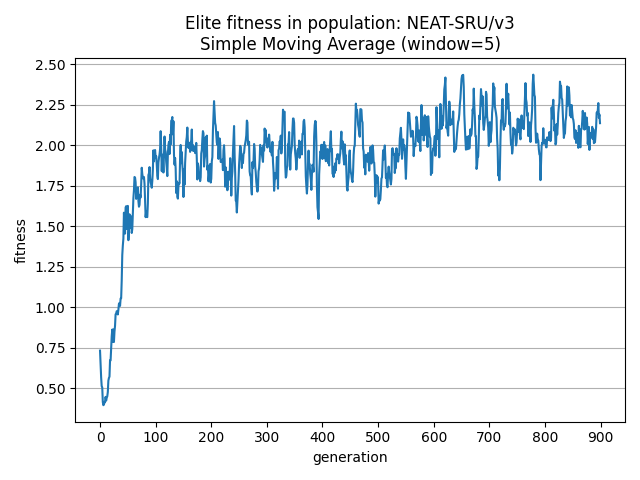 Elite fitness in population: NEAT-SRU/v3
Simple Moving Average (window=5)
2.50
2.25
2.00
1.75
1.50
1.25
1.00
0.75
0.50
fitness
0 100 200 300 400 500 600 700 800 900
generation